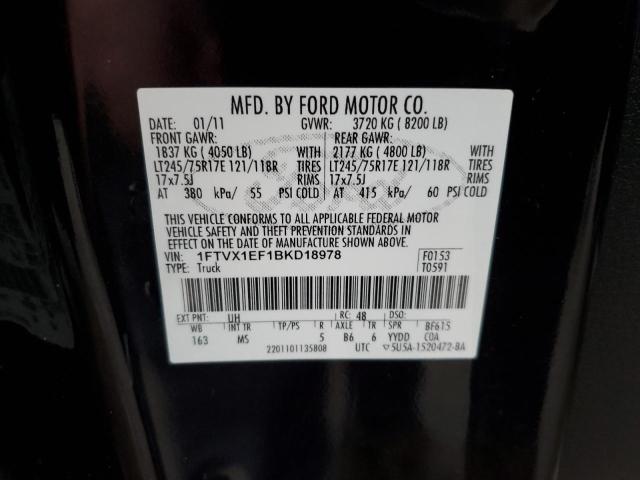 MFD. BY FORD MOTOR CO.
DATE: 01/11 GVWR: 3720 KG ( 8200 LB)
FRONT GAWR: REAR GAWR:
1837 KG ( 4050 LB) WITH 2177 KG ( 4800 LB) WITH
LT245/75R17E 121/118R TIRES LT245/75R17E 121/118R TIRES
17x7.5J RIMS 17x7.5J RIMS
AT 380 kPa/ 55 PSI COLD AT 415 kPa/ 60 PSI COLD
THIS VEHICLE CONFORMS TO ALL APPLICABLE FEDERAL MOTOR
VEHICLE SAFETY AND THEFT PREVENTION STANDARDS IN
EFFECT ON THE DATE OF MANUFACTURE SHOWN ABOVE.
VIN: 1FTVX1EF1BKD18978 F0153
TYPE: Truck T0591
EXT PNT: UH RC: 48 DSO:
WB INT TR TP/PS R AXLE TR SPR BF615
163 MS 5 B6 6 YYDD COA
2201101135808 UTC 5U5A-1520472-BA